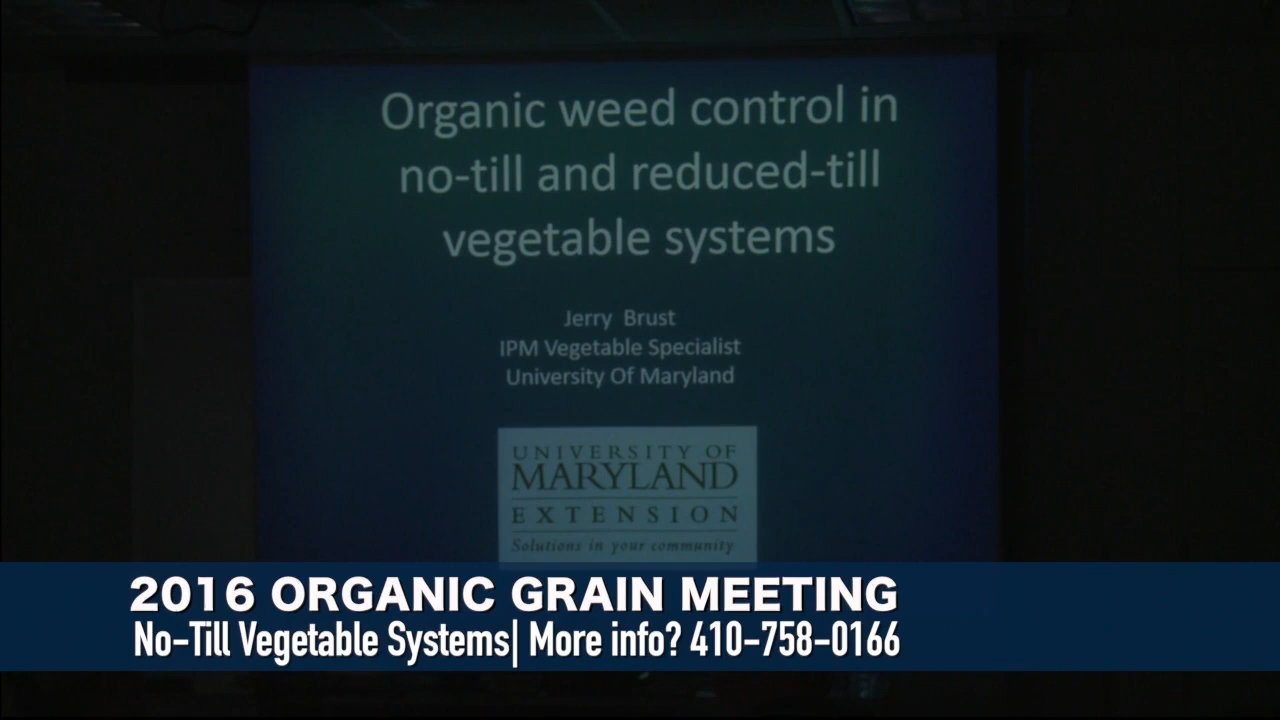 Organic weed control in
no-till and reduced-till
vegetable systems
Jerry Brust
IPM Vegetable Specialist
University Of Maryland
UNIVERSITY OF
MARYLAND
EXTENSION
Solutions in your community
2016 ORGANIC GRAIN MEETING
No-Till Vegetable Systems| More info? 410-758-0166